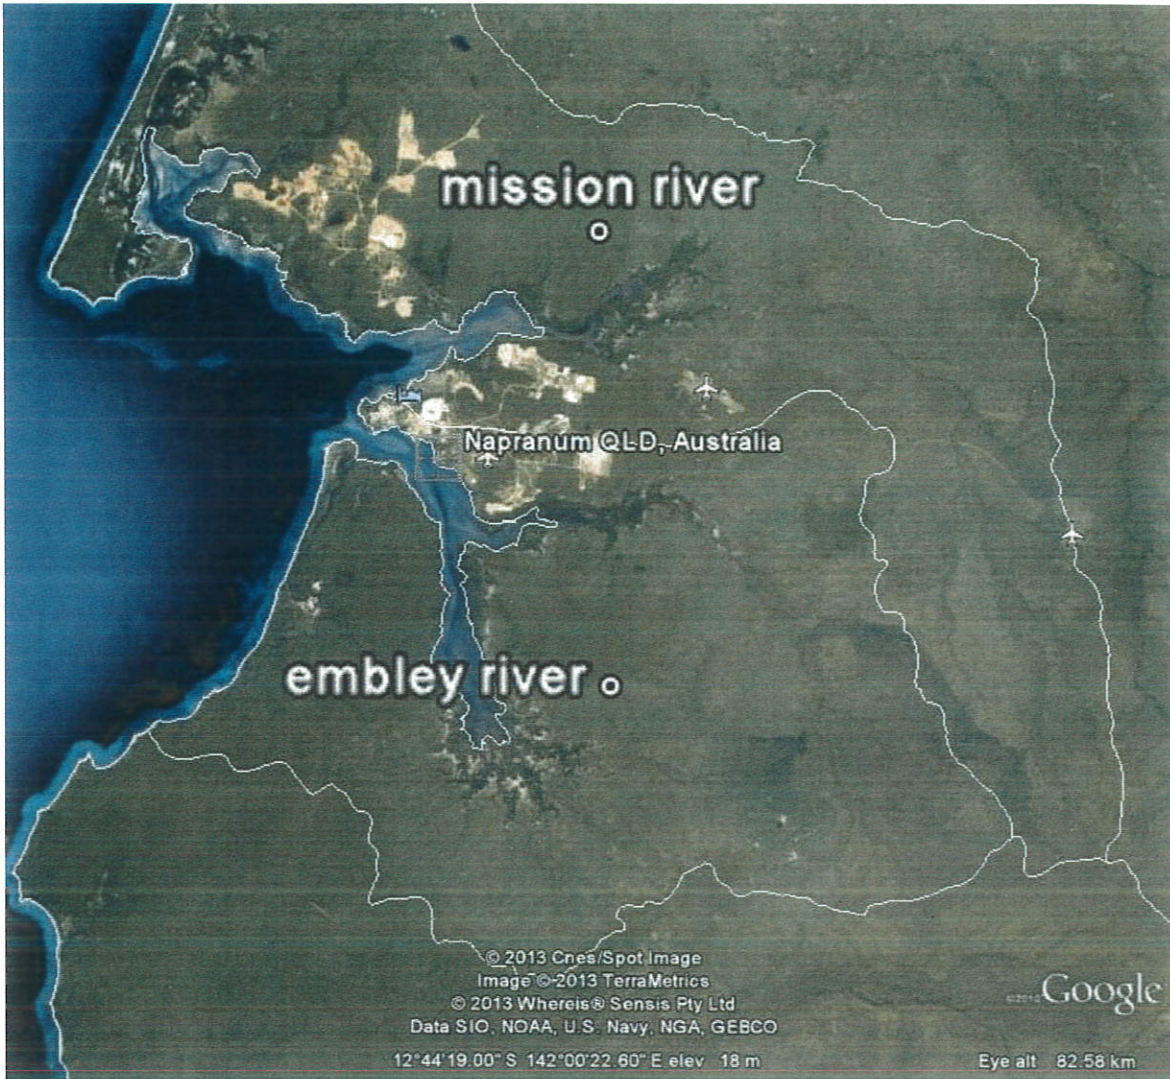 mission river
Napranum QLD, Australia
embley river
© 2013 Cnes/Spot Image
Image © 2013 TerraMetrics
© 2013 Whereis® Sensis Pty Ltd
Data SIO, NOAA, U.S. Navy, NGA, GEBCO
©2010 Google
12°44'19.00" S 142°00'22.60" E elev 18 m
Eye alt 82.58 km